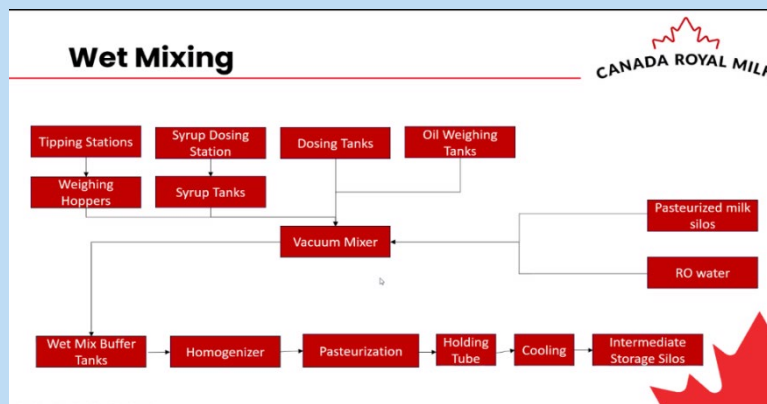 Wet Mixing
CANADA ROYAL MILK
Tipping Stations
Syrup Dosing
Station
Dosing Tanks
Oil Weighing
Tanks
Weighing
Hoppers
Syrup Tanks
Pasteurized milk
silos
Vacuum Mixer
RO water
Wet Mix Buffer
Tanks
Homogenizer
Pasteurization
Holding
Tube
Cooling
Intermediate
Storage Silos